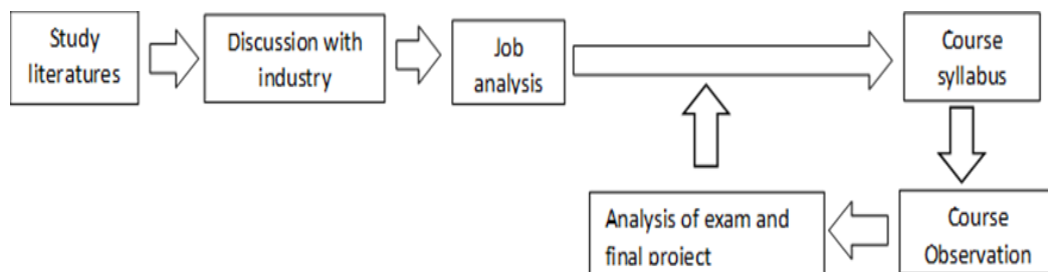 Study
literatures
Discussion with
industry
Job
analysis
Course
syllabus
Analysis of exam and
final project
Course
Observation